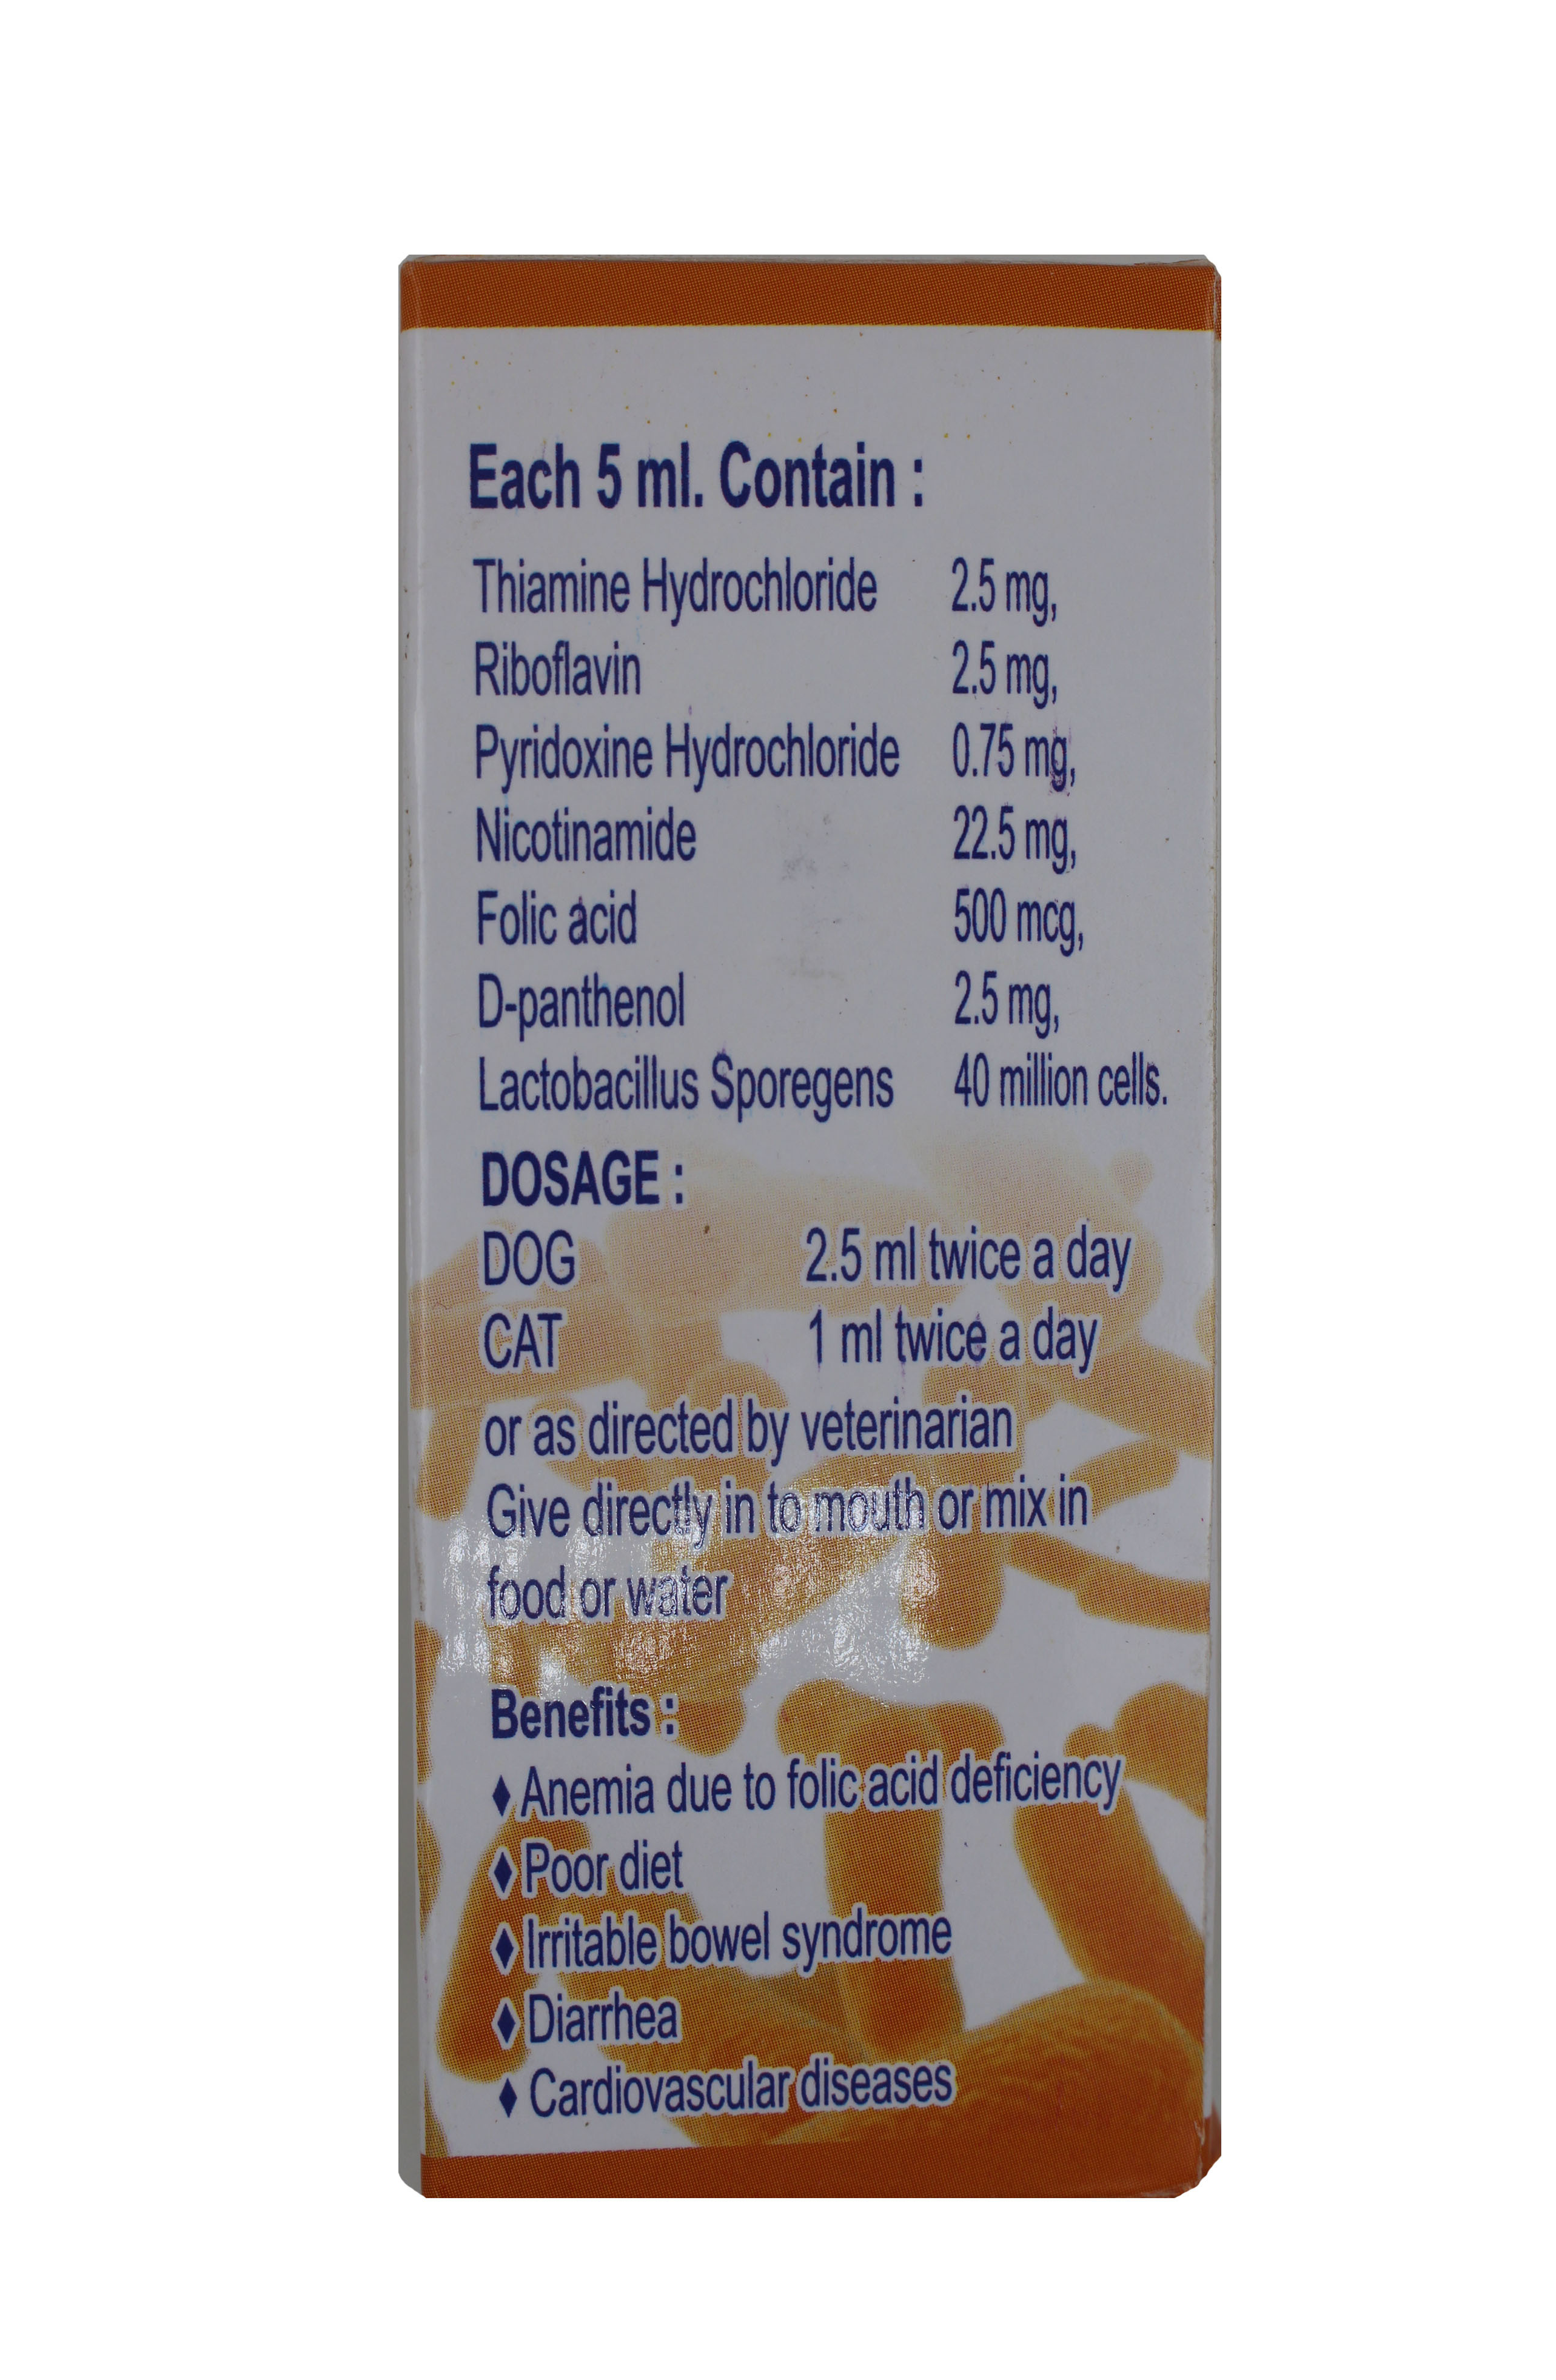 Each 5 ml. Contain :
Thiamine Hydrochloride 2.5 mg,
Riboflavin 2.5 mg,
Pyridoxine Hydrochloride 0.75 mg,
Nicotinamide 22.5 mg,
Folic acid 500 mcg,
D-panthenol 2.5 mg,
Lactobacillus Sporegens 40 million cells.
DOSAGE :
DOG 2.5 ml twice a day
CAT 1 ml twice a day
or as directed by veterinarian
Give directly in to mouth or mix in
food or water
Benefits :
♦ Anemia due to folic acid deficiency
♦ Poor diet
♦ Irritable bowel syndrome
♦ Diarrhea
♦ Cardiovascular diseases